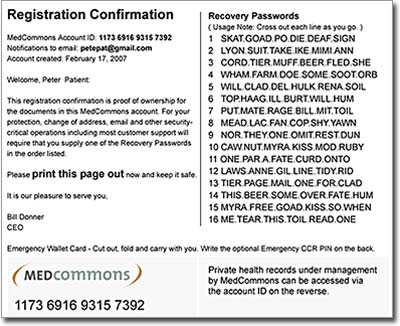 Registration Confirmation
MedCommons Account ID: 1173 6916 9315 7392
Notifications to email: petepat@gmail.com
Account created: February 17, 2007
Welcome, Peter Patient:
This registration confirmation is proof of ownership for
the documents in this MedCommons account. For your
protection, change of address, email and other security-
critical operations including most customer support will
require that you supply one of the Recovery Passwords
in the order listed.
Please print this page out now and keep it safe.
It is our pleasure to serve you,
Bill Donner
CEO
Recovery Passwords
( Usage Note: Cross out each line as you go. )
1 SKAT.GOAD.PO.DIE.DEAF.SIGN
2 LYON.SUIT.TAKE.IKE.MIMI.ANN
3 CORD.TIER.MUFF.BEER.FLED.SHE
4 WHAM.FARM.DOE.SOME.SOOT.ORB
5 WILL.CLAD.DEL.HULK.RENA.SOIL
6 TOP.HAAG.ILL.BURT.WILL.HUM
7 PUT.MATE.RAGE.BILL.MIT.TOIL
8 MEAD.LAC.FAN.COP.SHY.YAWN
9 NOR.THEY.ONE.OMIT.REST.DUN
10 CAW.NUT.MYRA.KISS.MOD.RUBY
11 ONE.PAR.A.FATE.CURD.ONTO
12 LAWS.ANNE.GIL.LINE.TIDY.RID
13 TIER.PAGE.MAIL.ONE.FOR.CLAD
14 THIS.BEER.SOME.OVER.FATE.HUM
15 MYRA.FREE.GOAD.KISS.SO.WHEN
16 ME.TEAR.THIS.TOIL.READ.ONE
Emergency Wallet Card - Cut out, fold and carry with you. Write the optional Emergency CCR PIN on the back.
MEDcommons
1173 6916 9315 7392
Private health records under management
by MedCommons can be accessed via
the account ID on the reverse.